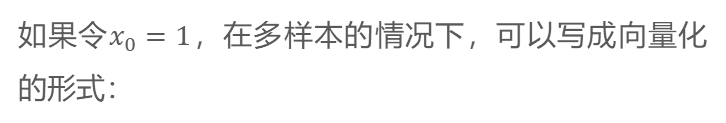 如果令𝑥₀ = 1，在多样本的情况下，可以写成向量化
的形式：